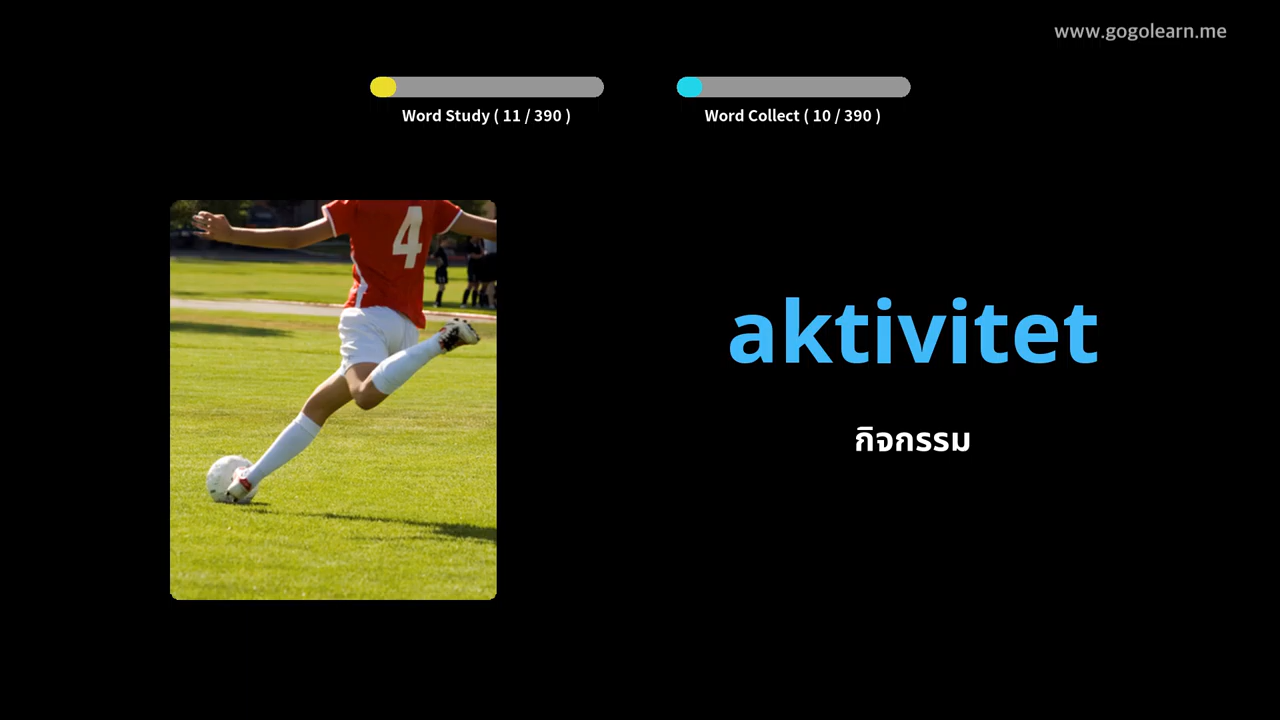 www.gogolearn.me
Word Study ( 11 / 390 )
Word Collect ( 10 / 390 )
4
aktivitet
กิจกรรม